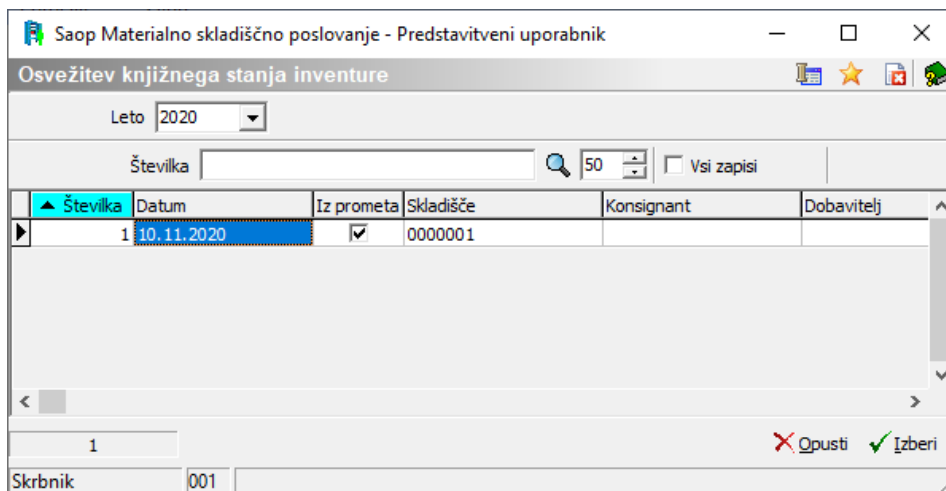 Saop Materialno skladiščno poslovanje - Predstavitveni uporabnik
Osvežitev knjižnega stanja inventure
Leto 2020
Številka 50 Vsi zapisi
Številka Datum Iz prometa Skladišče Konsignant Dobavitelj
1 10.11.2020 0000001
1 Opusti Izberi
Skrbnik 001